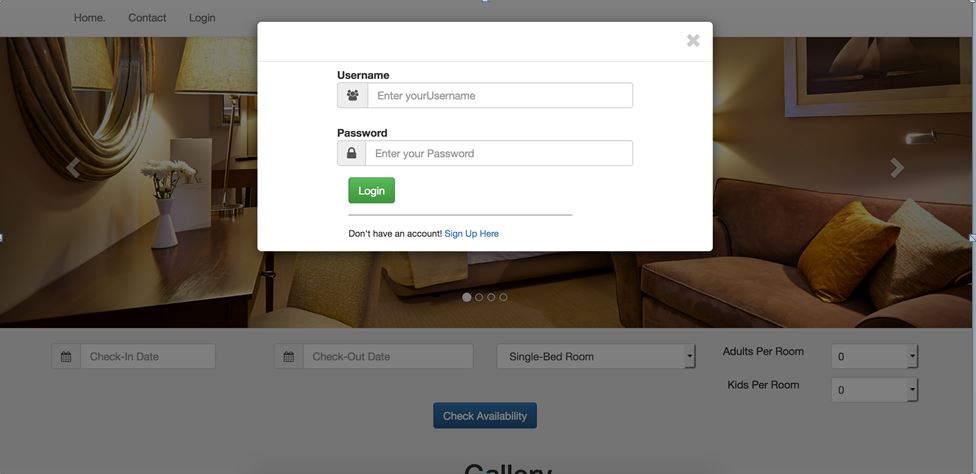 Home. Contact Login
Username
Enter yourUsername
Password
Enter your Password
Login
Don't have an account! Sign Up Here
Check-In Date Check-Out Date Single-Bed Room Adults Per Room 0
Kids Per Room 0
Check Availability
Gallery